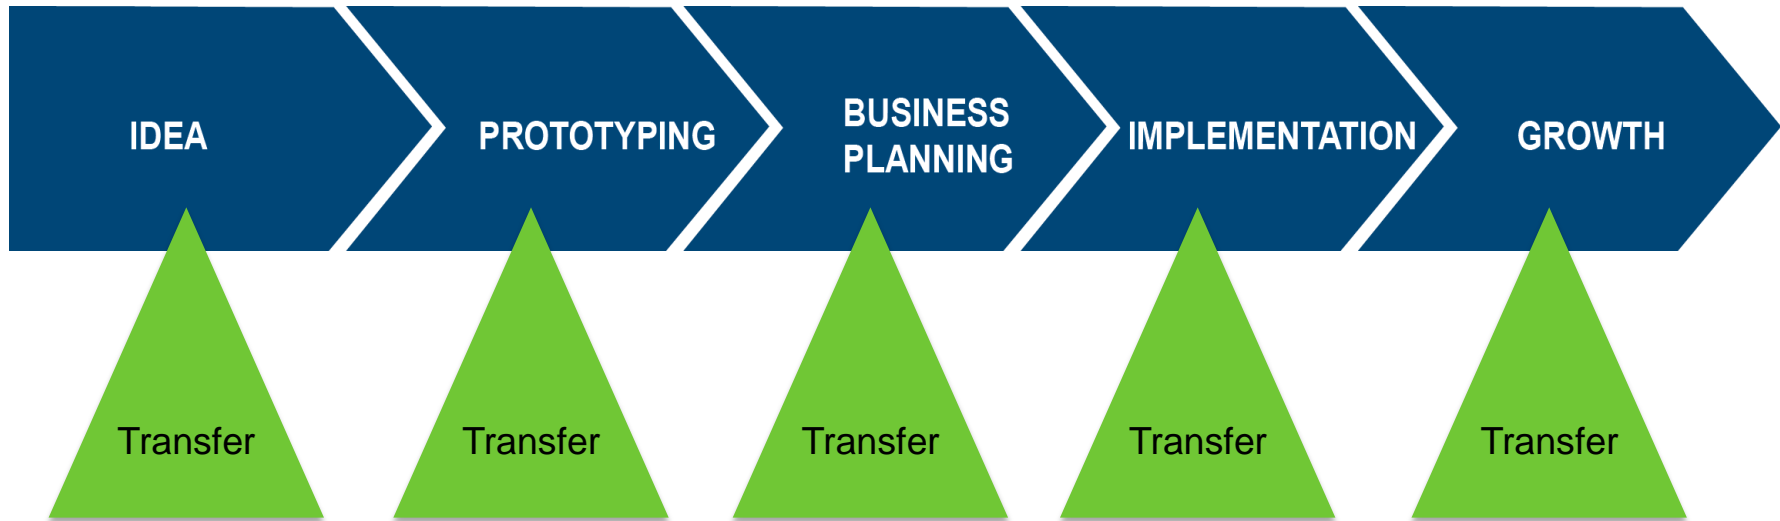 IDEA
PROTOTYPING
BUSINESS
PLANNING
IMPLEMENTATION
GROWTH
Transfer
Transfer
Transfer
Transfer
Transfer